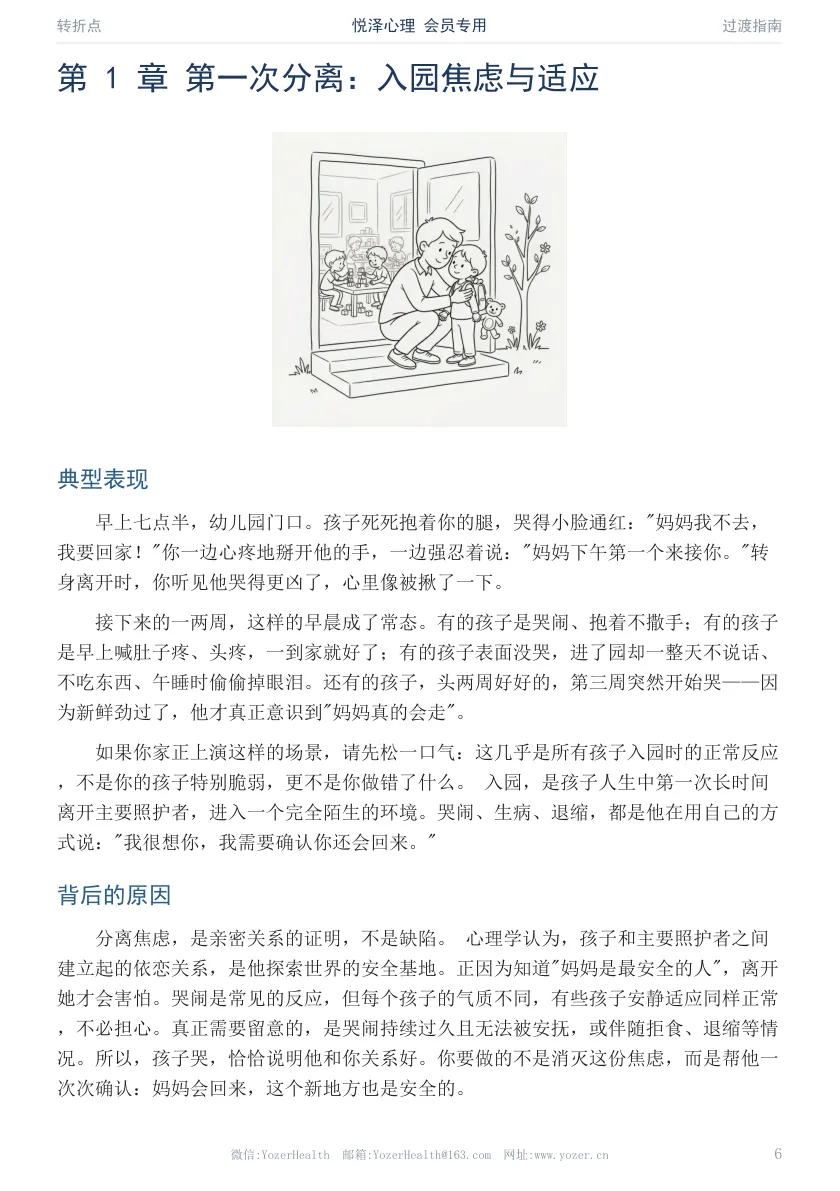 转折点
悦泽心理 会员专用
过渡指南
第 1 章 第一次分离：入园焦虑与适应
典型表现
早上七点半，幼儿园门口。孩子死死抱着你的腿，哭得小脸通红："妈妈我不去，
我要回家！"你一边心疼地掰开他的手，一边强忍着说："妈妈下午第一个来接你。"转
身离开时，你听见他哭得更凶了，心里像被揪了一下。
接下来的一两周，这样的早晨成了常态。有的孩子是哭闹、抱着不撒手；有的孩子
是早上喊肚子疼、头疼，一到家就好了；有的孩子表面没哭，进了园却一整天不说话、
不吃东西、午睡时偷偷掉眼泪。还有的孩子，头两周好好的，第三周突然开始哭——因
为新鲜劲过了，他才真正意识到"妈妈真的会走"。
如果你家正上演这样的场景，请先松一口气：这几乎是所有孩子入园时的正常反应
，不是你的孩子特别脆弱，更不是你做错了什么。 入园，是孩子人生中第一次长时间
离开主要照护者，进入一个完全陌生的环境。哭闹、生病、退缩，都是他在用自己的方
式说："我很想你，我需要确认你还会回来。"
背后的原因
分离焦虑，是亲密关系的证明，不是缺陷。 心理学认为，孩子和主要照护者之间
建立起的依恋关系，是他探索世界的安全基地。正因为知道"妈妈是最安全的人"，离开
她才会害怕。哭闹是常见的反应，但每个孩子的气质不同，有些孩子安静适应同样正常
，不必担心。真正需要留意的，是哭闹持续过久且无法被安抚，或伴随拒食、退缩等情
况。所以，孩子哭，恰恰说明他和你关系好。你要做的不是消灭这份焦虑，而是帮他一
次次确认：妈妈会回来，这个新地方也是安全的。
微信:YozerHealth 邮箱:YozerHealth@163.com 网址:www.yozer.cn
6